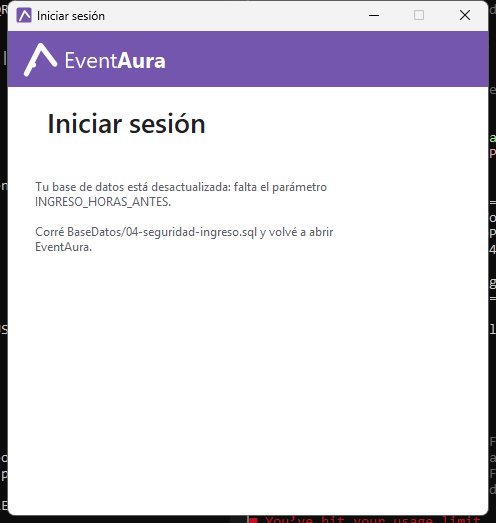 Iniciar sesión
EventAura
Iniciar sesión
Tu base de datos está desactualizada: falta el parámetro
INGRESO_HORAS_ANTES.
Corré BaseDatos/04-seguridad-ingreso.sql y volvé a abrir
EventAura.
You've hit your usage limit